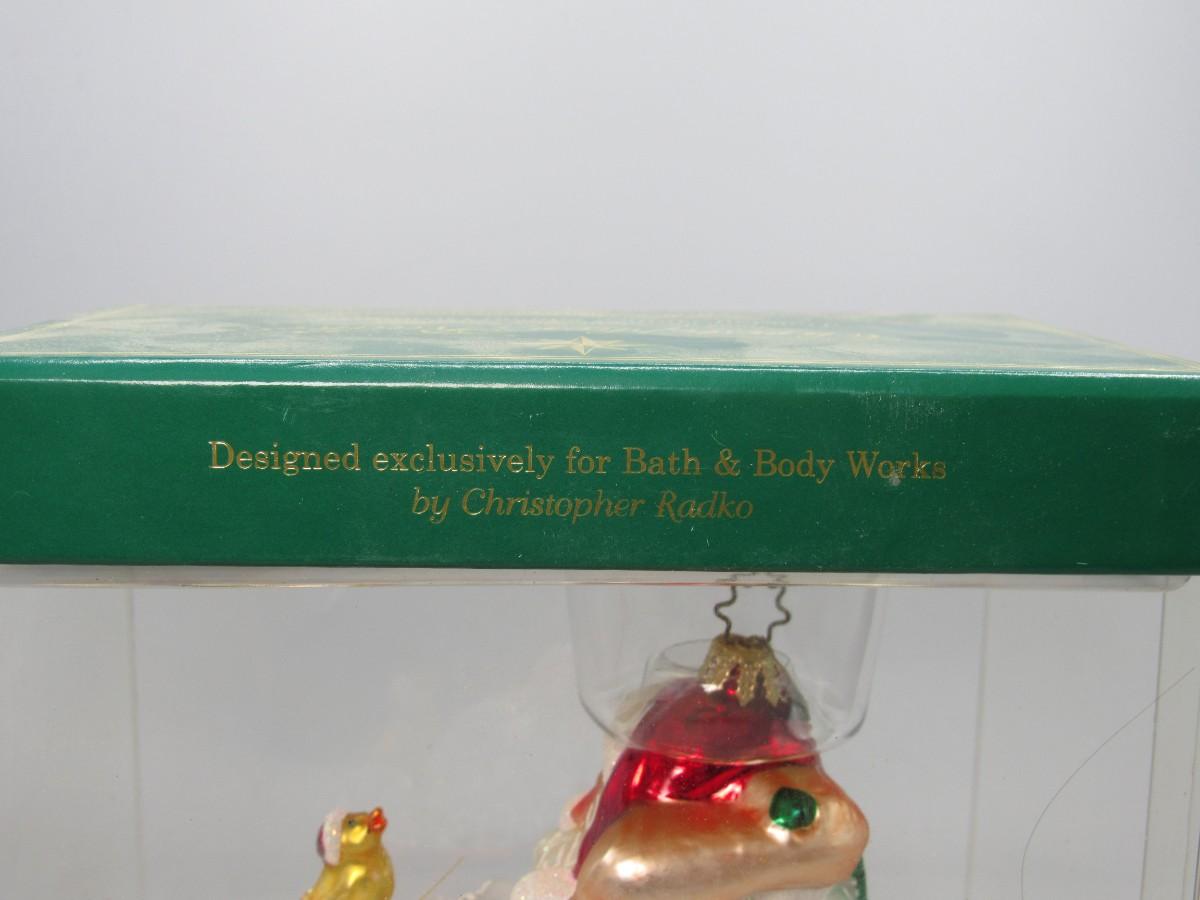 Designed exclusively for Bath & Body Works
by Christopher Radko